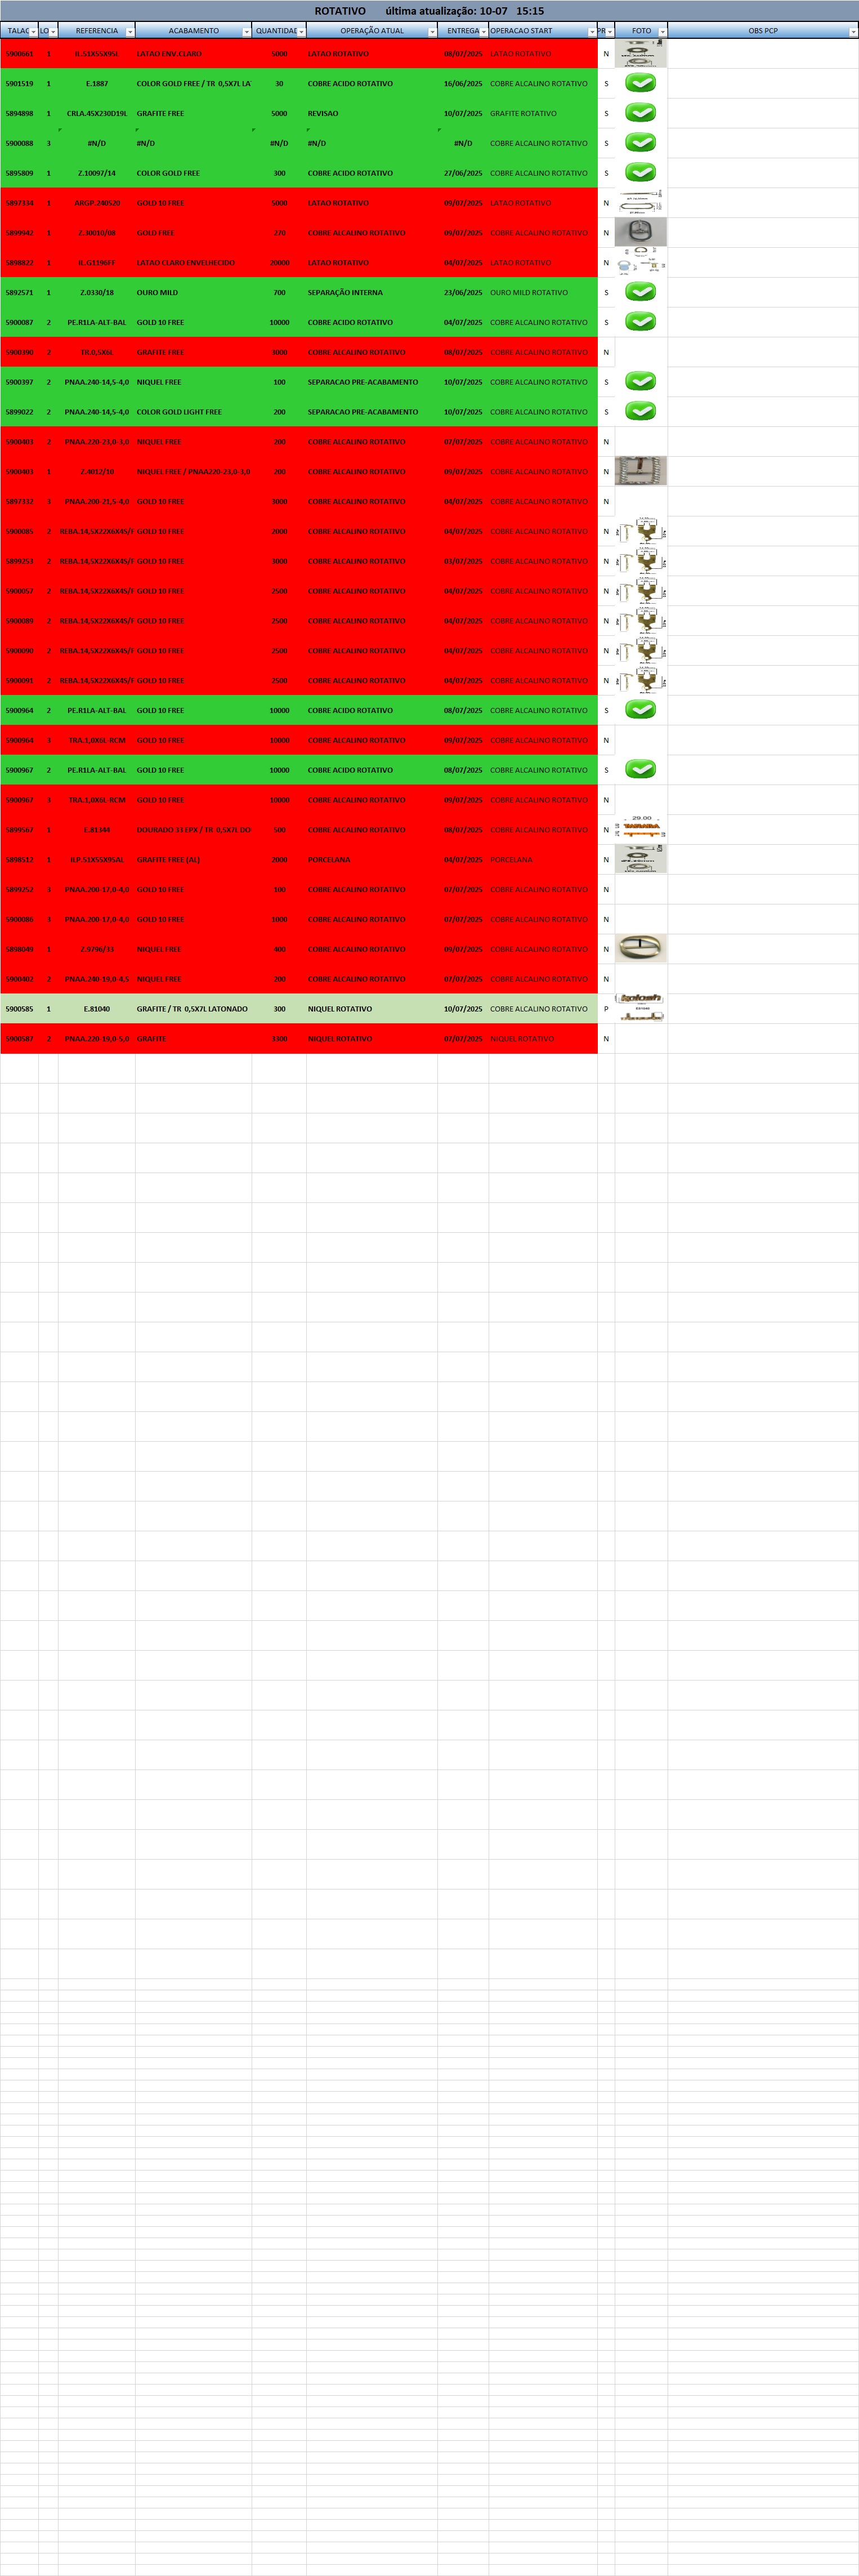 ROTATIVO última atualização: 10-07 15:15
TALAC LO REFERENCIA ACABAMENTO QUANTIDAD OPERAÇÃO ATUAL ENTREGA OPERACAO START PR FOTO OBS PCP
5900661 1 IL.51X55X95L LATAO ENV.CLARO 5000 LATAO ROTATIVO 08/07/2025 LATAO ROTATIVO N
5901519 1 E.1887 COLOR GOLD FREE / TR 0,5X7L LA 30 COBRE ACIDO ROTATIVO 16/06/2025 COBRE ALCALINO ROTATIVO S
5894898 1 CRLA.45X230D19L GRAFITE FREE 5000 REVISAO 10/07/2025 GRAFITE ROTATIVO S
5900088 3 #N/D #N/D #N/D #N/D #N/D COBRE ALCALINO ROTATIVO S
5895809 1 Z.10097/14 COLOR GOLD FREE 300 COBRE ACIDO ROTATIVO 27/06/2025 COBRE ALCALINO ROTATIVO S
5897334 1 ARGP.240520 GOLD 10 FREE 5000 LATAO ROTATIVO 09/07/2025 LATAO ROTATIVO N
5899942 1 Z.30010/08 GOLD FREE 270 COBRE ALCALINO ROTATIVO 09/07/2025 COBRE ALCALINO ROTATIVO N
5898822 1 IL.G1196FF LATAO CLARO ENVELHECIDO 20000 LATAO ROTATIVO 04/07/2025 LATAO ROTATIVO N
5892571 1 Z.0330/18 OURO MILD 700 SEPARAÇÃO INTERNA 23/06/2025 OURO MILD ROTATIVO S
5900087 2 PE.R1LA-ALT-BAL GOLD 10 FREE 10000 COBRE ACIDO ROTATIVO 04/07/2025 COBRE ALCALINO ROTATIVO S
5900390 2 TR.0,5X6L GRAFITE FREE 3000 COBRE ALCALINO ROTATIVO 08/07/2025 COBRE ALCALINO ROTATIVO N
5900397 2 PNAA.240-14,5-4,0 NIQUEL FREE 100 SEPARACAO PRE-ACABAMENTO 10/07/2025 COBRE ALCALINO ROTATIVO S
5899022 2 PNAA.240-14,5-4,0 COLOR GOLD LIGHT FREE 200 SEPARACAO PRE-ACABAMENTO 10/07/2025 COBRE ALCALINO ROTATIVO S
5900403 2 PNAA.220-23,0-3,0 NIQUEL FREE 200 COBRE ALCALINO ROTATIVO 07/07/2025 COBRE ALCALINO ROTATIVO N
5900403 1 Z.4012/30 NIQUEL FREE / PNAA220-23,0-3,0 200 COBRE ALCALINO ROTATIVO 09/07/2025 COBRE ALCALINO ROTATIVO N
5897332 3 PNAA.200-21,5-4,0 GOLD 10 FREE 3000 COBRE ALCALINO ROTATIVO 04/07/2025 COBRE ALCALINO ROTATIVO N
5900085 2 REBA.14,5X22X6X45/F GOLD 10 FREE 2000 COBRE ALCALINO ROTATIVO 04/07/2025 COBRE ALCALINO ROTATIVO N
5899253 2 REBA.14,5X22X6X45/F GOLD 10 FREE 3000 COBRE ALCALINO ROTATIVO 03/07/2025 COBRE ALCALINO ROTATIVO N
5900057 2 REBA.14,5X22X6X45/F GOLD 10 FREE 2500 COBRE ALCALINO ROTATIVO 04/07/2025 COBRE ALCALINO ROTATIVO N
5900089 2 REBA.14,5X22X6X45/F GOLD 10 FREE 2500 COBRE ALCALINO ROTATIVO 04/07/2025 COBRE ALCALINO ROTATIVO N
5900090 2 REBA.14,5X22X6X45/F GOLD 10 FREE 2500 COBRE ALCALINO ROTATIVO 04/07/2025 COBRE ALCALINO ROTATIVO N
5900091 2 REBA.14,5X22X6X45/F GOLD 10 FREE 2500 COBRE ALCALINO ROTATIVO 04/07/2025 COBRE ALCALINO ROTATIVO N
5900964 2 PE.R1LA-ALT-BAL GOLD 10 FREE 10000 COBRE ACIDO ROTATIVO 08/07/2025 COBRE ALCALINO ROTATIVO S
5900964 3 TRA.1,0X6L-RCM GOLD 10 FREE 10000 COBRE ALCALINO ROTATIVO 09/07/2025 COBRE ALCALINO ROTATIVO N
5900967 2 PE.R1LA-ALT-BAL GOLD 10 FREE 10000 COBRE ACIDO ROTATIVO 08/07/2025 COBRE ALCALINO ROTATIVO S
5900967 3 TRA.1,0X6L-RCM GOLD 10 FREE 10000 COBRE ALCALINO ROTATIVO 09/07/2025 COBRE ALCALINO ROTATIVO N
5899567 1 E.81344 DOURADO 33 EPX / TR 0,5X7L DO 500 COBRE ALCALINO ROTATIVO 08/07/2025 COBRE ALCALINO ROTATIVO N 29.00
5898512 1 ILP.51X55X95AL GRAFITE FREE (AL) 2000 PORCELANA 04/07/2025 PORCELANA N
5899252 3 PNAA.200-17,0-4,0 GOLD 10 FREE 100 COBRE ALCALINO ROTATIVO 07/07/2025 COBRE ALCALINO ROTATIVO N
5900086 3 PNAA.200-17,0-4,0 GOLD 10 FREE 1000 COBRE ALCALINO ROTATIVO 07/07/2025 COBRE ALCALINO ROTATIVO N
5898049 1 Z.9796/33 NIQUEL FREE 400 COBRE ALCALINO ROTATIVO 09/07/2025 COBRE ALCALINO ROTATIVO N
5900402 2 PNAA.240-19,0-4,5 NIQUEL FREE 200 COBRE ALCALINO ROTATIVO 07/07/2025 COBRE ALCALINO ROTATIVO N
5900585 1 E.81040 GRAFITE / TR 0,5X7L LATONADO 300 NIQUEL ROTATIVO 10/07/2025 COBRE ALCALINO ROTATIVO P
5900587 2 PNAA.220-19,0-5,0 GRAFITE 3300 NIQUEL ROTATIVO 07/07/2025 NIQUEL ROTATIVO N